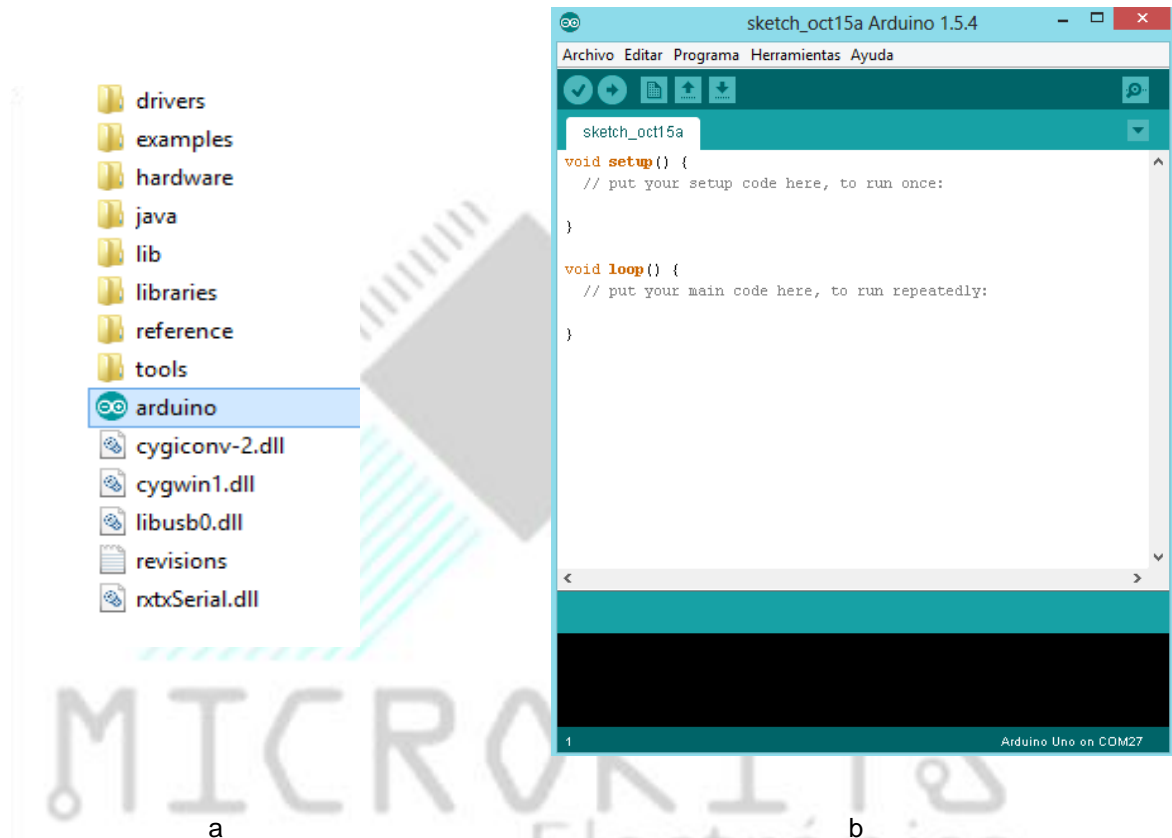 drivers
examples
hardware
java
lib
libraries
reference
tools
arduino
cygiconv-2.dll
cygwin1.dll
libusb0.dll
revisions
rxtxSerial.dll
a
sketch_oct15a Arduino 1.5.4
Archivo Editar Programa Herramientas Ayuda
sketch_oct15a
void setup() {
// put your setup code here, to run once:
}
void loop() {
// put your main code here, to run repeatedly:
}
1 Arduino Uno on COM27
b